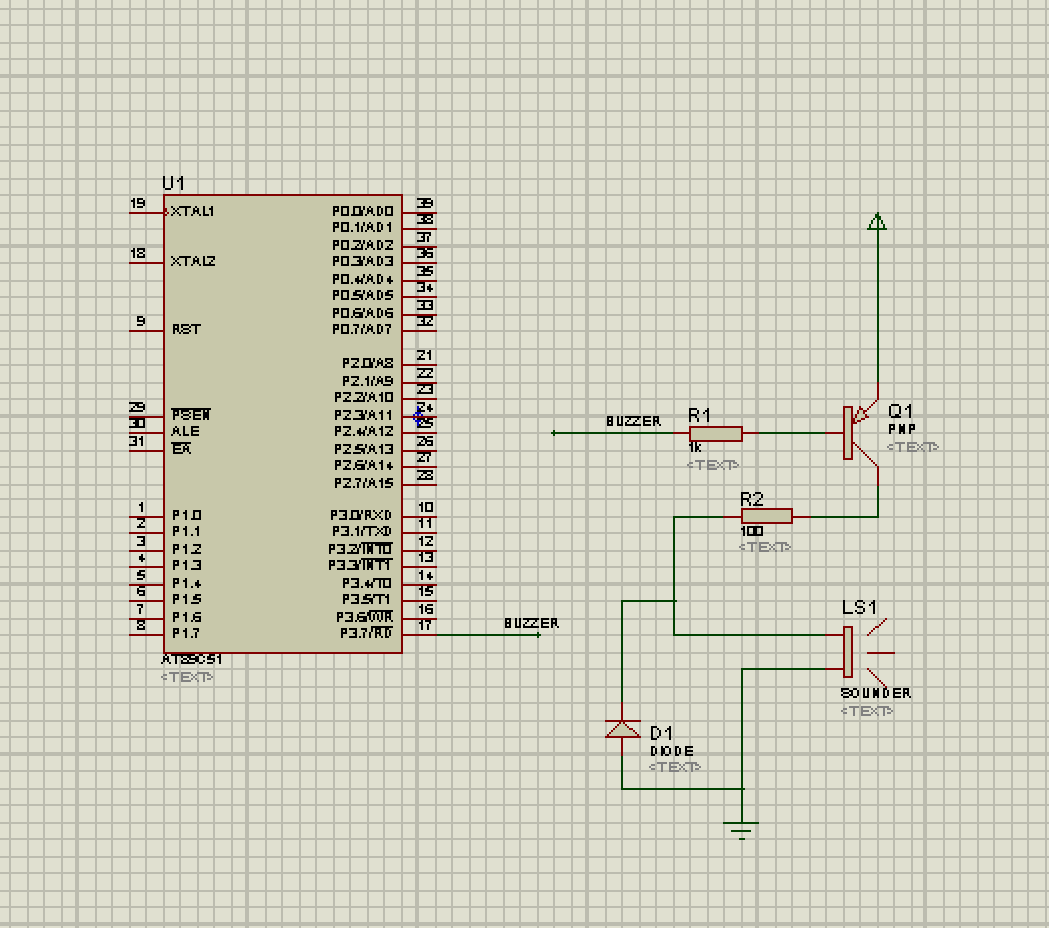 U1
19 XTAL1
18 XTAL2
9 RST
29 PSEN
30 ALE
31 EA
1 P1.0
2 P1.1
3 P1.2
4 P1.3
5 P1.4
6 P1.5
7 P1.6
8 P1.7
P0.0/AD0 39
P0.1/AD1 38
P0.2/AD2 37
P0.3/AD3 36
P0.4/AD4 35
P0.5/AD5 34
P0.6/AD6 33
P0.7/AD7 32
P2.0/A8 21
P2.1/A9 22
P2.2/A10 23
P2.3/A11 24
P2.4/A12 25
P2.5/A13 26
P2.6/A14 27
P2.7/A15 28
P3.0/RXD 10
P3.1/TXD 11
P3.2/INT0 12
P3.3/INT1 13
P3.4/T0 14
P3.5/T1 15
P3.6/WR 16
P3.7/RD 17
AT89C51
<TEXT>
BUZZER
BUZZER
R1
1k
<TEXT>
Q1
PNP
<TEXT>
R2
100
<TEXT>
LS1
SOUNDER
<TEXT>
D1
DIODE
<TEXT>